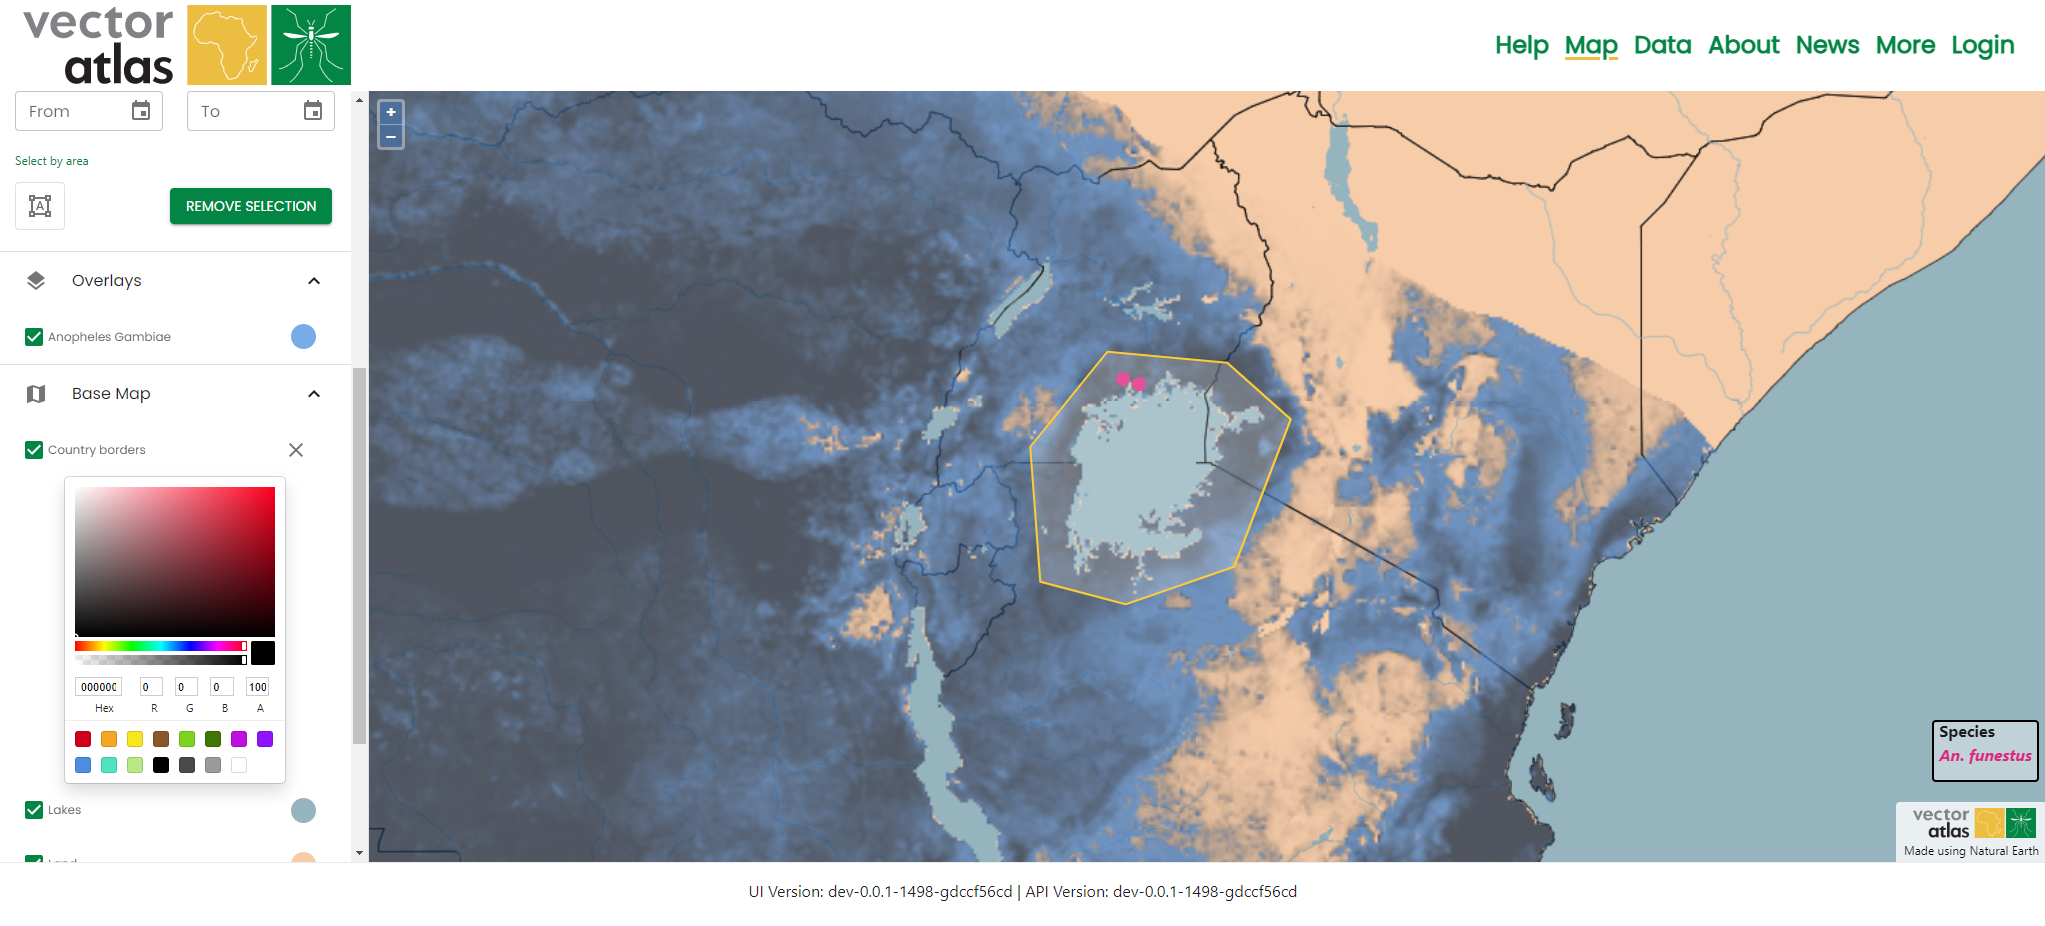 vector
atlas
Help Map Data About News More Login
From To
Select by area
A
REMOVE SELECTION
Overlays
Anopheles Gambiae
Base Map
Country borders
000000 0 0 0 100
Hex R G B A
Lakes
+
−
Species
An. funestus
vector
atlas
Made using Natural Earth
UI Version: dev-0.0.1-1498-gdccf56cd | API Version: dev-0.0.1-1498-gdccf56cd